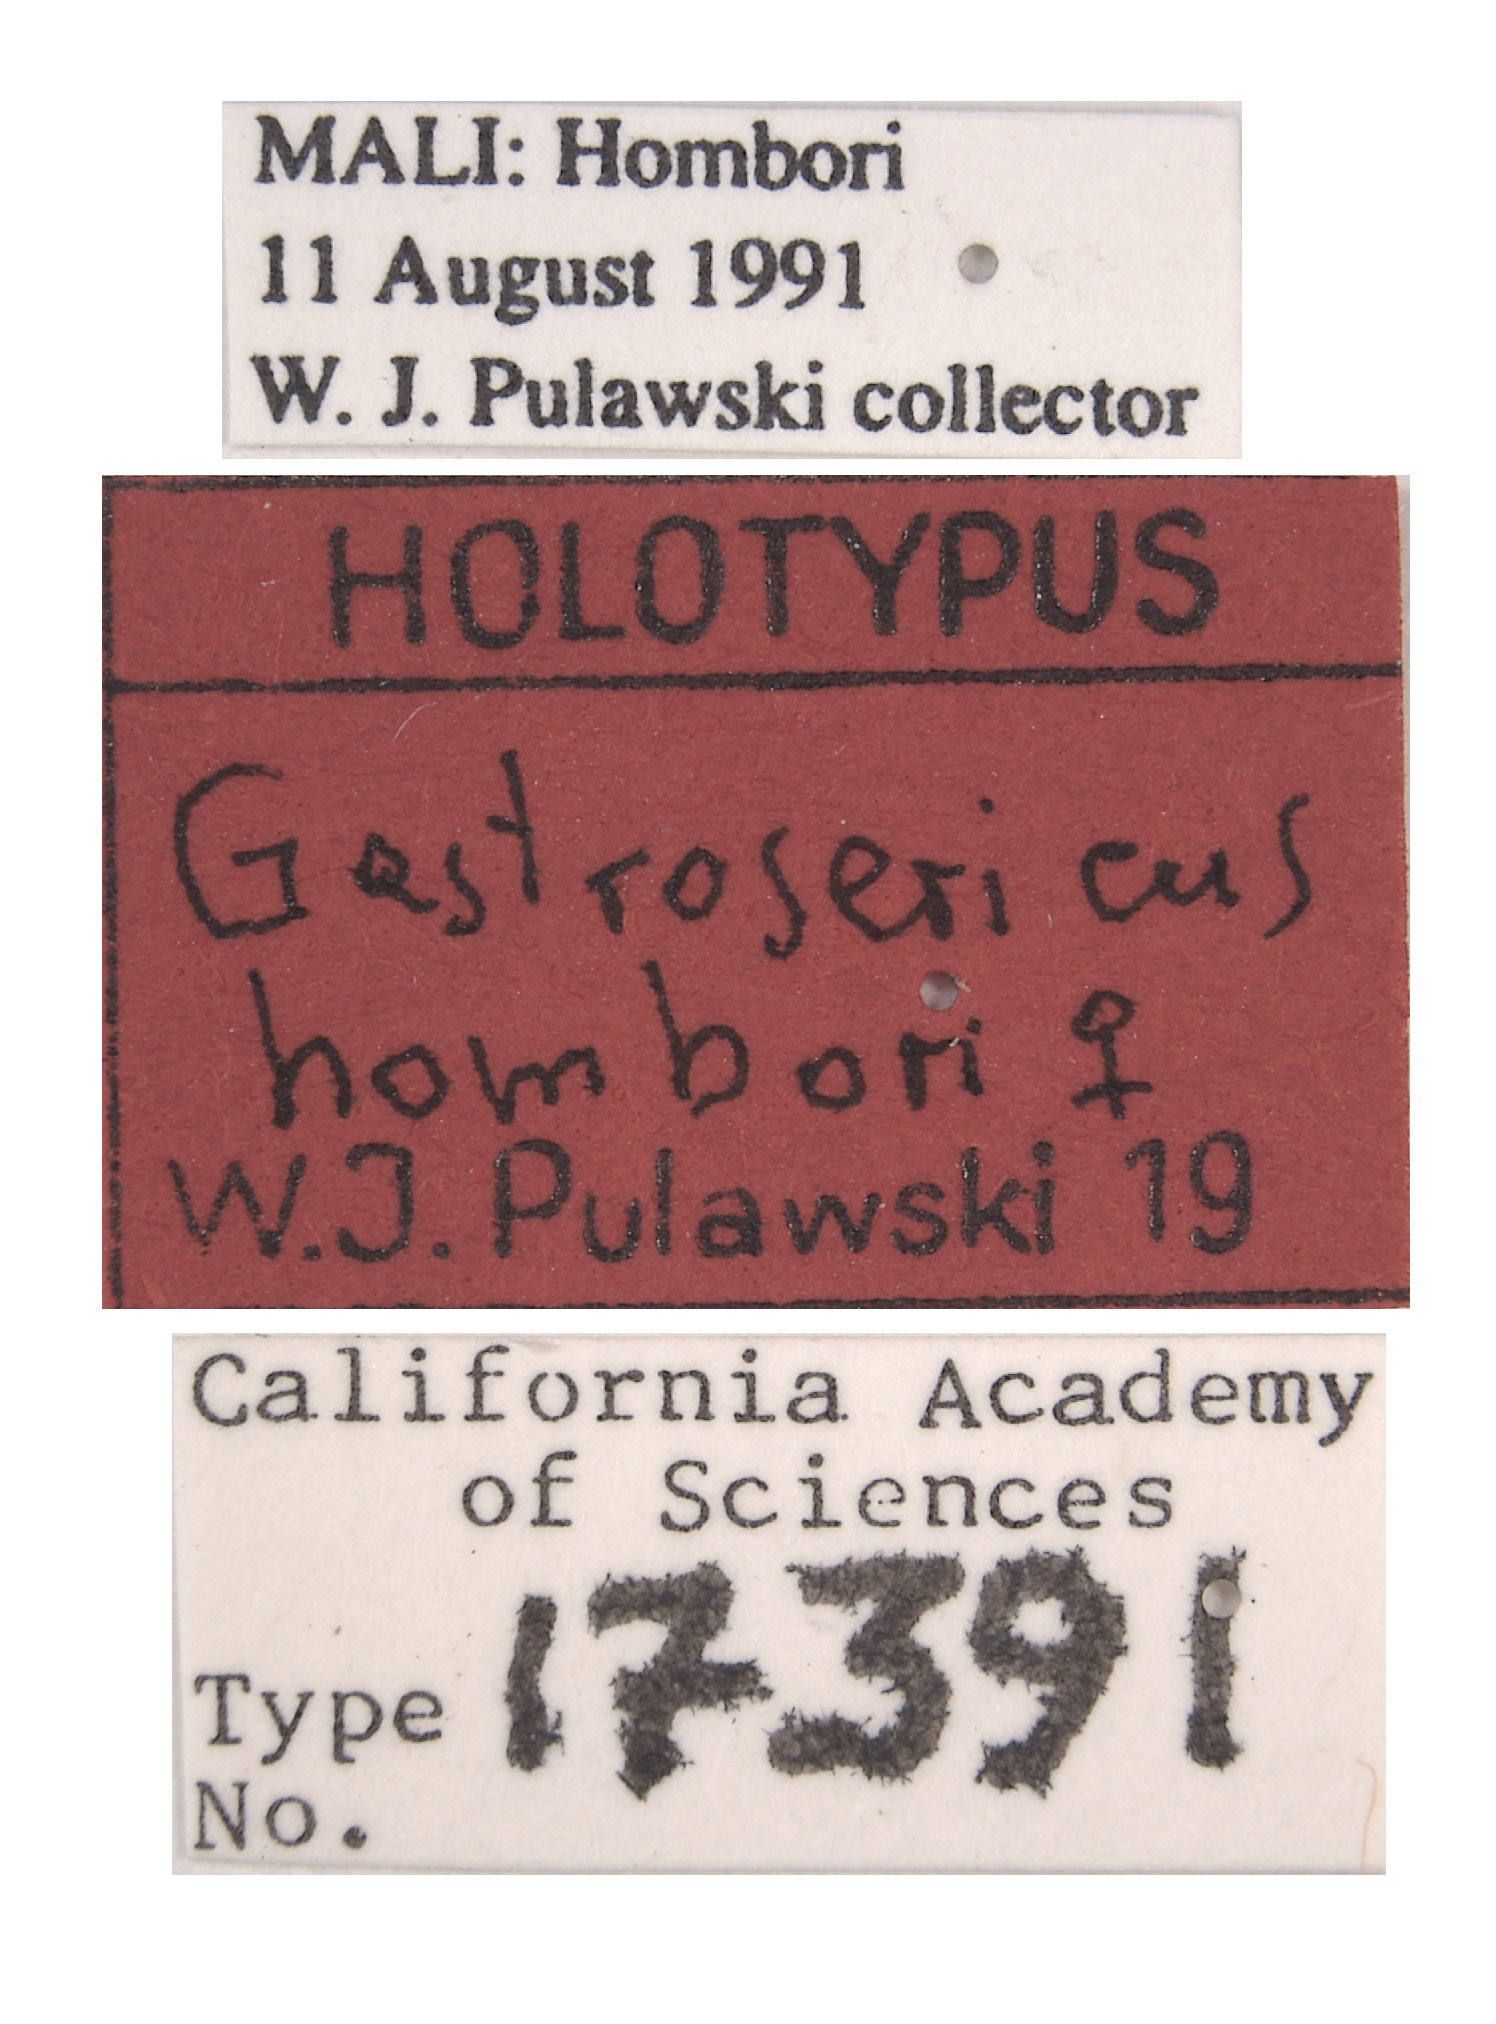 MALI: Hombori
11 August 1991
W. J. Pulawski collector
HOLOTYPUS
Gastrosericus
hombori ♀
W.J. Pulawski 19
California Academy
of Sciences
Type 17391
No.